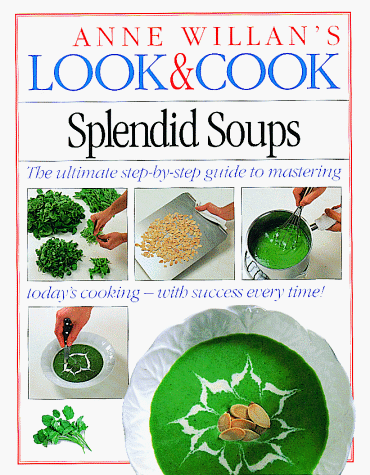 ANNE WILLAN'S
LOOK&COOK
Splendid Soups
The ultimate step-by-step guide to mastering
today's cooking – with success every time!